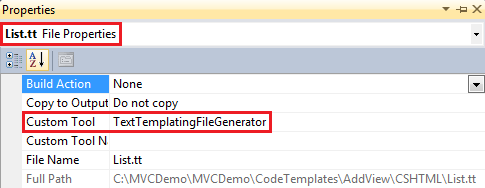 Properties
List.tt File Properties
Build Action None
Copy to Output Do not copy
Custom Tool TextTemplatingFileGenerator
Custom Tool N
File Name List.tt
Full Path C:\MVCDemo\MVCDemo\CodeTemplates\AddView\CSHTML\List.tt